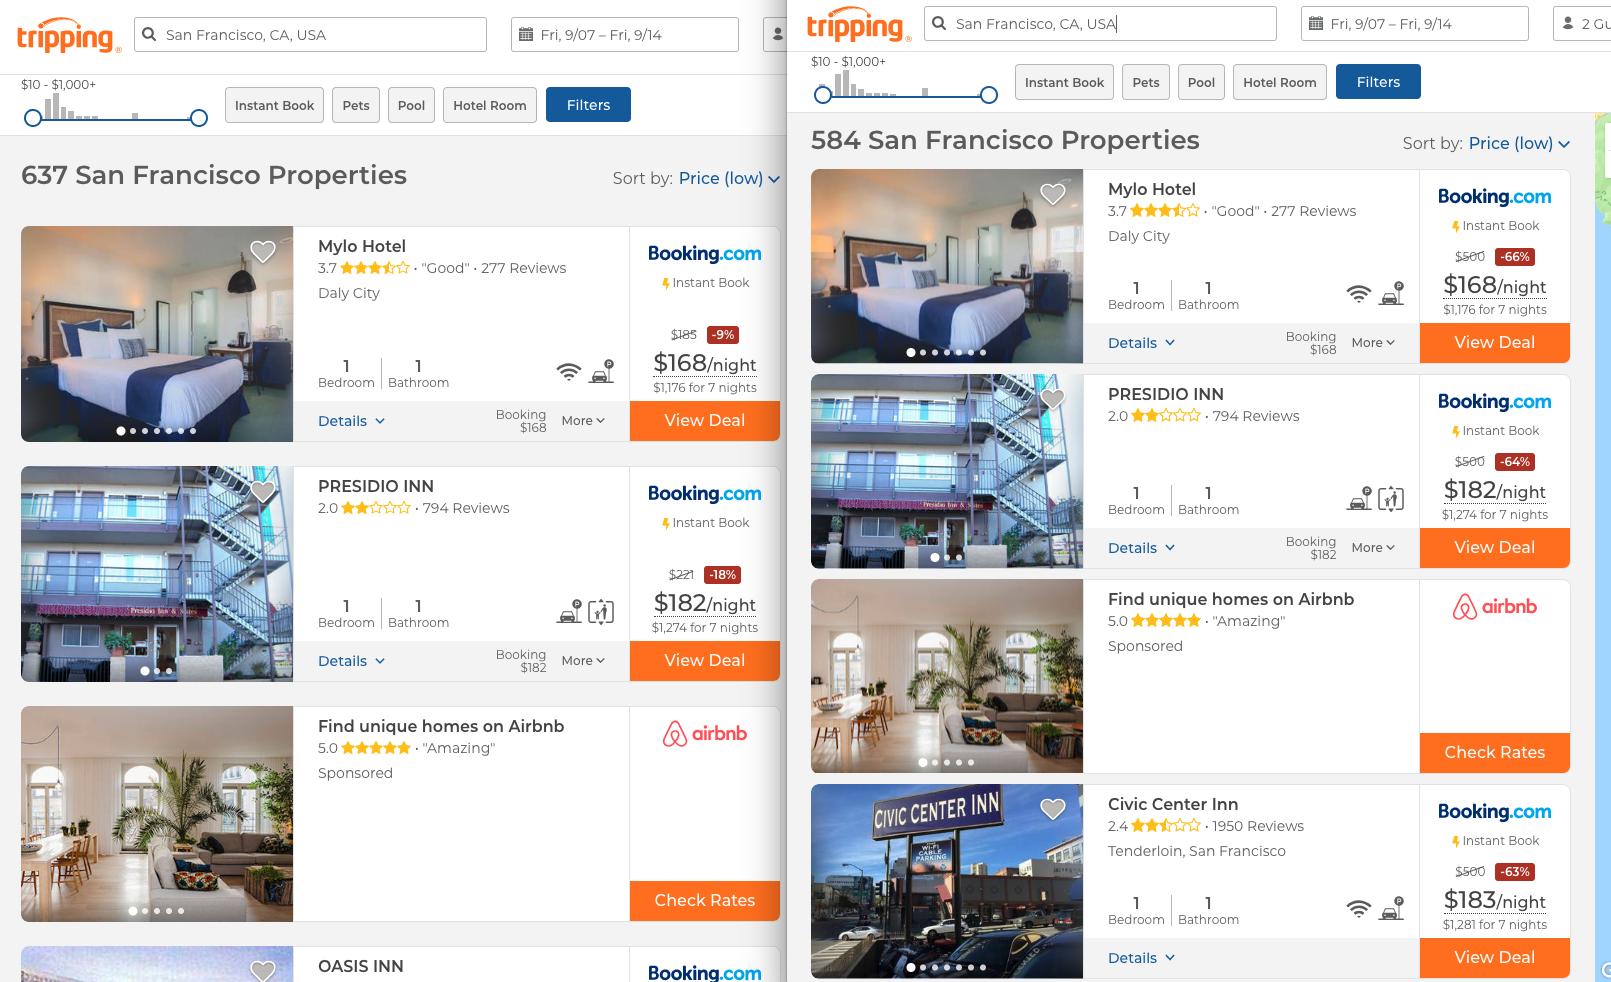 tripping®
San Francisco, CA, USA
Fri, 9/07 – Fri, 9/14
$10 - $1,000+
Instant Book
Pets
Pool
Hotel Room
Filters
637 San Francisco Properties
Sort by: Price (low)
Mylo Hotel
3.7 • "Good" • 277 Reviews
Daly City
1 Bedroom
1 Bathroom
Booking.com
Instant Book
$185 -9%
$168/night
$1,176 for 7 nights
Details
Booking $168
More
View Deal
Presidio Inn & Suites
PRESIDIO INN
2.0 • 794 Reviews
1 Bedroom
1 Bathroom
Booking.com
Instant Book
$221 -18%
$182/night
$1,274 for 7 nights
Details
Booking $182
More
View Deal
Find unique homes on Airbnb
5.0 • "Amazing"
Sponsored
airbnb
Check Rates
OASIS INN
Booking.com
tripping®
San Francisco, CA, USA
Fri, 9/07 – Fri, 9/14
2 Gu
$10 - $1,000+
Instant Book
Pets
Pool
Hotel Room
Filters
584 San Francisco Properties
Sort by: Price (low)
Mylo Hotel
3.7 • "Good" • 277 Reviews
Daly City
1 Bedroom
1 Bathroom
Booking.com
Instant Book
$500 -66%
$168/night
$1,176 for 7 nights
Details
Booking $168
More
View Deal
PRESIDIO INN
2.0 • 794 Reviews
1 Bedroom
1 Bathroom
Booking.com
Instant Book
$500 -64%
$182/night
$1,274 for 7 nights
Details
Booking $182
More
View Deal
Find unique homes on Airbnb
5.0 • "Amazing"
Sponsored
airbnb
Check Rates
CIVIC CENTER INN
WI-FI
CABLE
PARKING
Civic Center Inn
2.4 • 1950 Reviews
Tenderloin, San Francisco
1 Bedroom
1 Bathroom
Booking.com
Instant Book
$500 -63%
$183/night
$1,281 for 7 nights
Details
View Deal